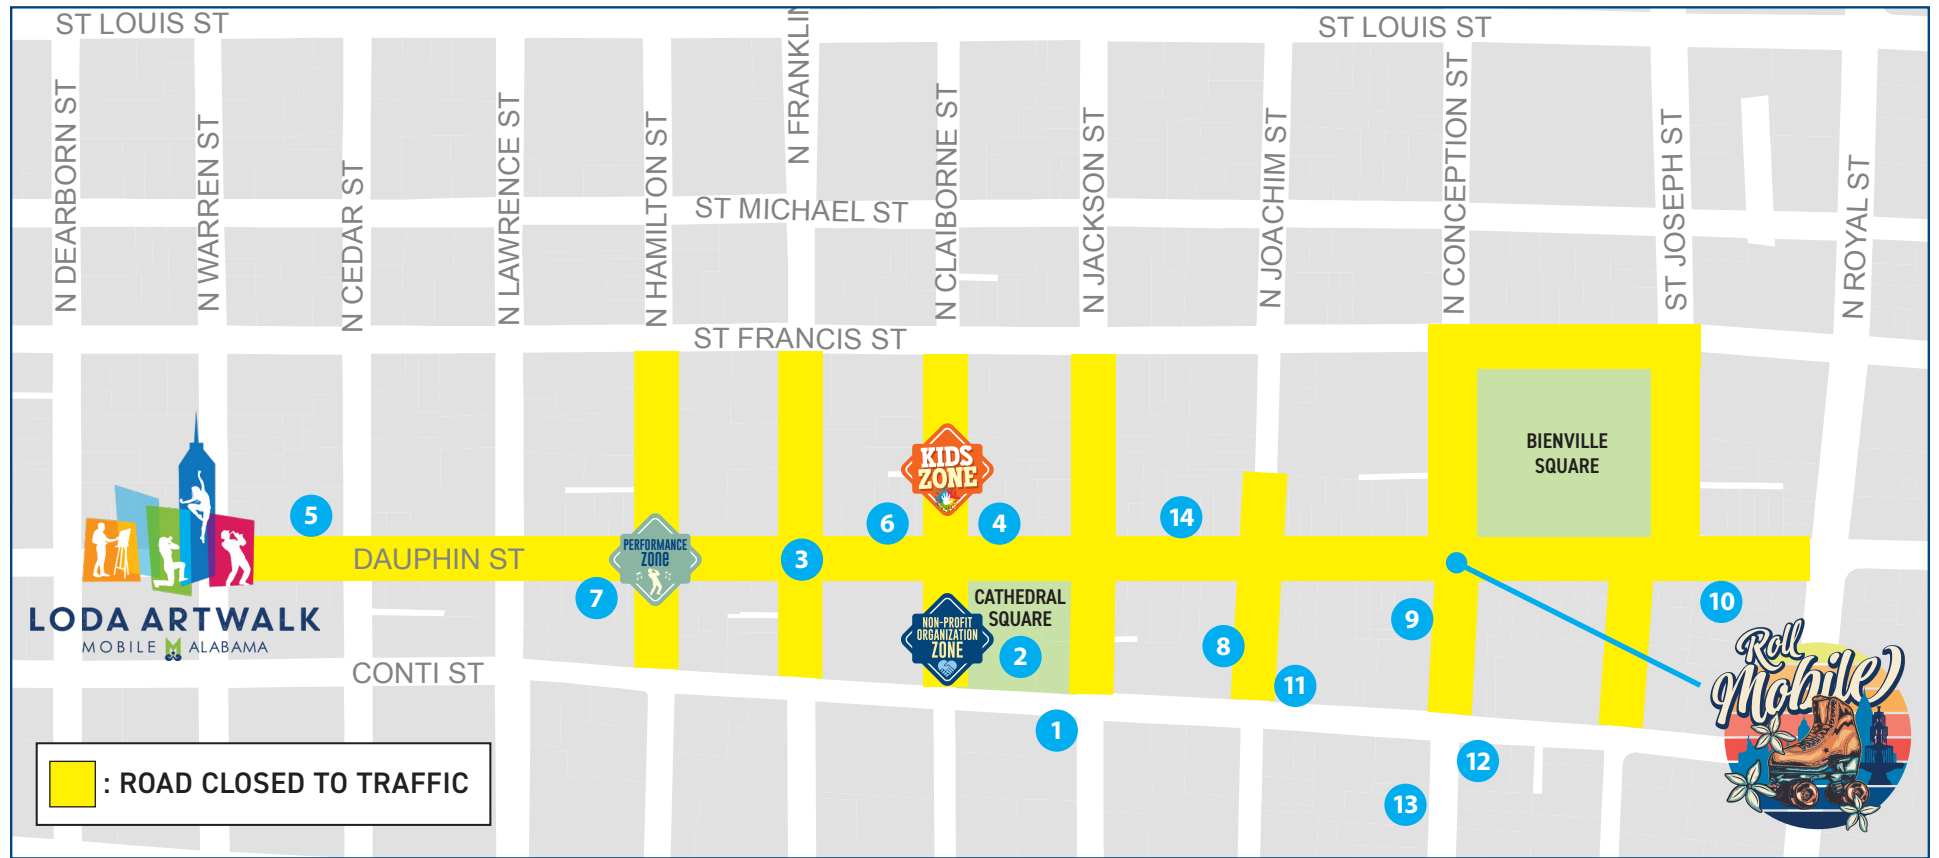 ST LOUIS ST
ST LOUIS ST
N DEARBORN ST
N WARREN ST
N CEDAR ST
N LAWRENCE ST
N HAMILTON ST
N FRANKLIN
N CLAIBORNE ST
N JACKSON ST
N JOACHIM ST
N CONCEPTION ST
ST JOSEPH ST
N ROYAL ST
ST MICHAEL ST
ST FRANCIS ST
BIENVILLE
SQUARE
KIDS
ZONE
5
6
4
14
DAUPHIN ST
PERFORMANCE
ZONE
3
7
CATHEDRAL
SQUARE
NON-PROFIT
ORGANIZATION
ZONE
2
8
9
10
11
LODA ARTWALK
MOBILE ALABAMA
CONTI ST
1
12
13
Roll
Mobile
: ROAD CLOSED TO TRAFFIC